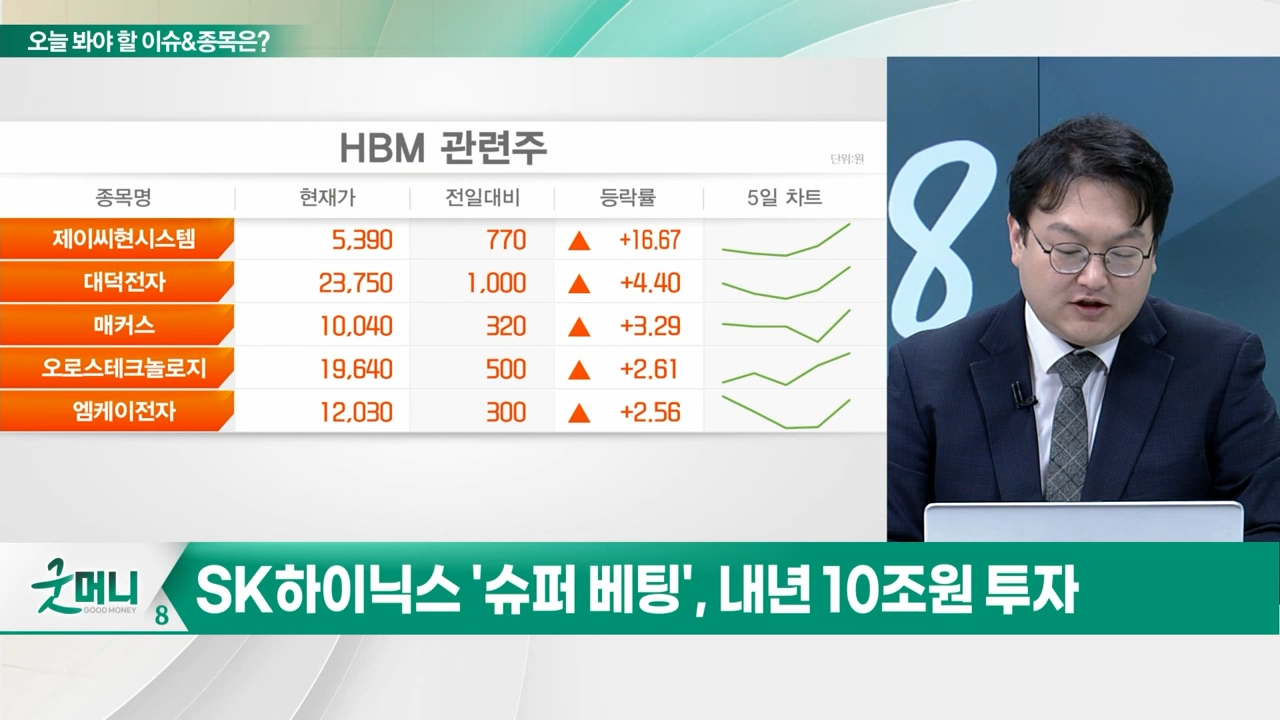 오늘 봐야 할 이슈&종목은?
HBM 관련주
단위:원
종목명 현재가 전일대비 등락률 5일 차트
제이씨현시스템 5,390 770 ▲ +16.67
대덕전자 23,750 1,000 ▲ +4.40
매커스 10,040 320 ▲ +3.29
오로스테크놀로지 19,640 500 ▲ +2.61
엠케이전자 12,030 300 ▲ +2.56
8
굿머니
GOOD MONEY
8
SK하이닉스 '슈퍼 베팅', 내년 10조원 투자